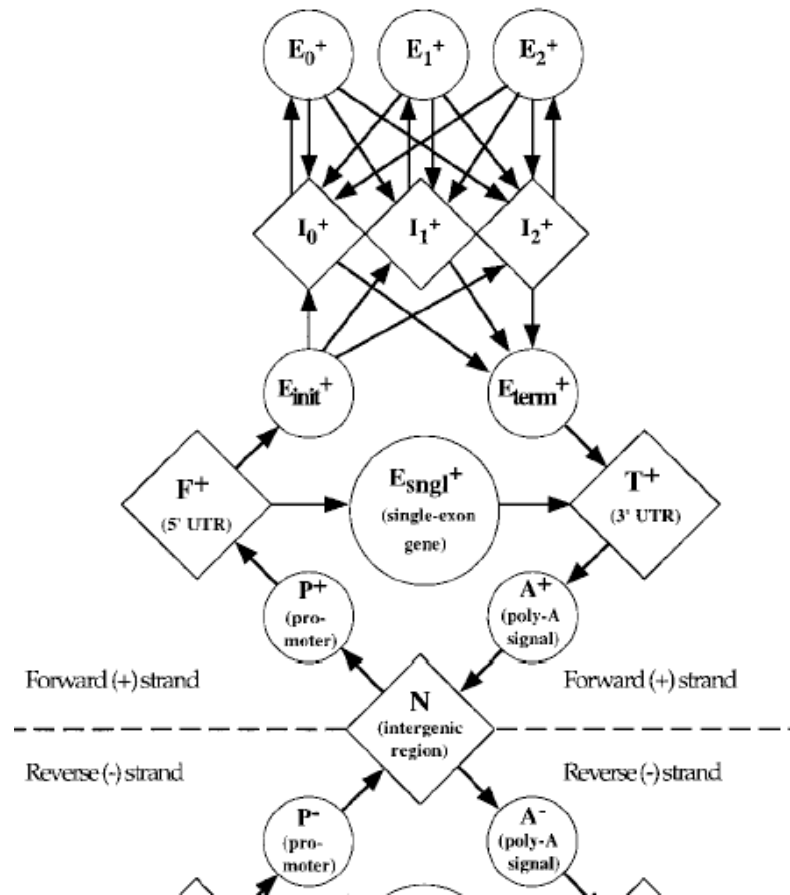 E0+ E1+ E2+
I0+ I1+ I2+
Einit+ Eterm+
F+
(5' UTR)
Esngl+
(single-exon
gene)
T+
(3' UTR)
P+
(pro-
moter)
A+
(poly-A
signal)
Forward (+) strand
Forward (+) strand
N
(intergenic
region)
Reverse (-) strand
Reverse (-) strand
P-
(pro-
moter)
A-
(poly-A
signal)